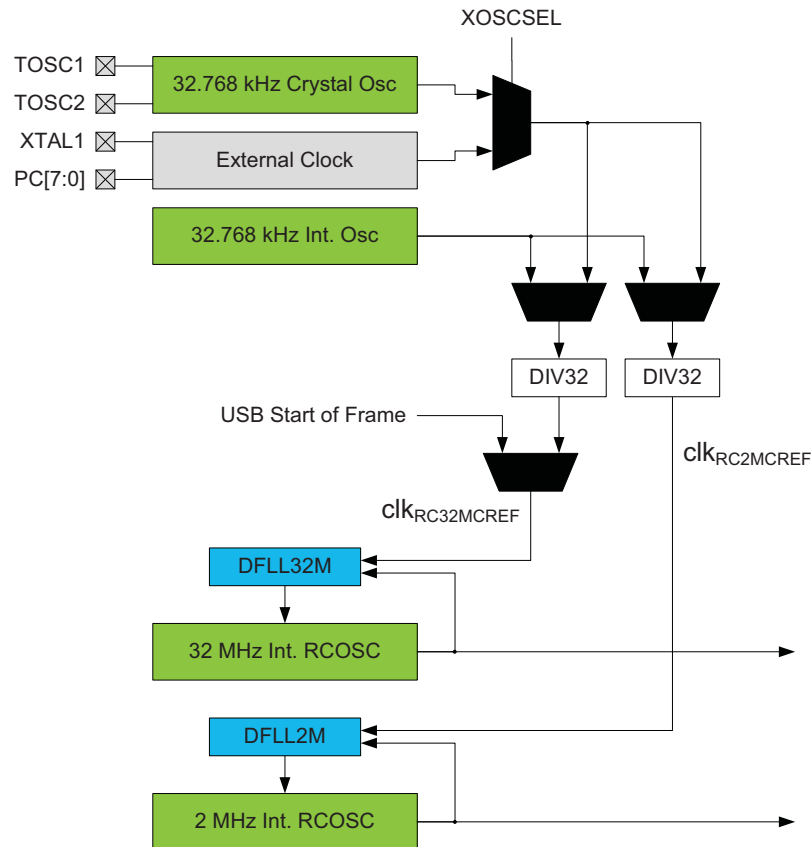 XOSCSEL
TOSC1
32.768 kHz Crystal Osc
TOSC2
XTAL1
External Clock
PC[7:0]
32.768 kHz Int. Osc
DIV32
DIV32
USB Start of Frame
clkRC2MCREF
clkRC32MCREF
DFLL32M
32 MHz Int. RCOSC
DFLL2M
2 MHz Int. RCOSC